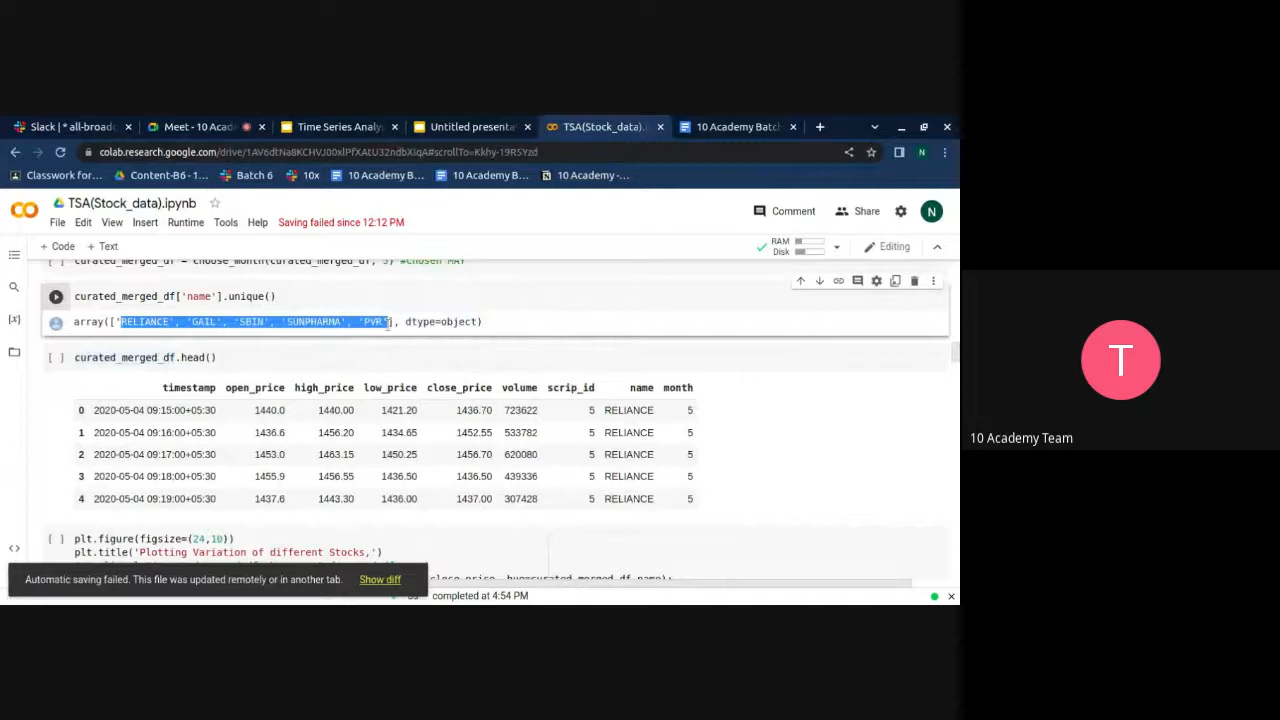 Slack | * all-broad
Meet - 10 Acad
Time Series Analy
Untitled presenta
TSA(Stock_data).i
10 Academy Batch
colab.research.google.com/drive/1AV6dtNa8KCHVJ00xlPfXAtU32ndbXIqA#scrollTo=Kkhy-19R5Yzd
Classwork for...
Content-B6 - 1...
Batch 6
10x
10 Academy B...
10 Academy B...
10 Academy -...
TSA(Stock_data).ipynb
File Edit View Insert Runtime Tools Help Saving failed since 12:12 PM
Comment
Share
N
+ Code + Text
RAM
Disk
Editing
[ ] curated_merged_df = choose_month(curated_merged_df, 5) #Chosen MAY
curated_merged_df['name'].unique()
array(['RELIANCE', 'GAIL', 'SBIN', 'SUNPHARMA', 'PVR'], dtype=object)
[ ] curated_merged_df.head()
timestamp open_price high_price low_price close_price volume scrip_id name month
0 2020-05-04 09:15:00+05:30 1440.0 1440.00 1421.20 1436.70 723622 5 RELIANCE 5
1 2020-05-04 09:16:00+05:30 1436.6 1456.20 1434.65 1452.55 533782 5 RELIANCE 5
2 2020-05-04 09:17:00+05:30 1453.0 1463.15 1450.25 1456.70 620080 5 RELIANCE 5
3 2020-05-04 09:18:00+05:30 1455.9 1456.55 1436.50 1436.50 439336 5 RELIANCE 5
4 2020-05-04 09:19:00+05:30 1437.6 1443.30 1436.00 1437.00 307428 5 RELIANCE 5
[ ] plt.figure(figsize=(24,10))
plt.title('Plotting Variation of different Stocks,')
close_price, hue=curated_merged_df.name);
Automatic saving failed. This file was updated remotely or in another tab. Show diff
completed at 4:54 PM
T
10 Academy Team